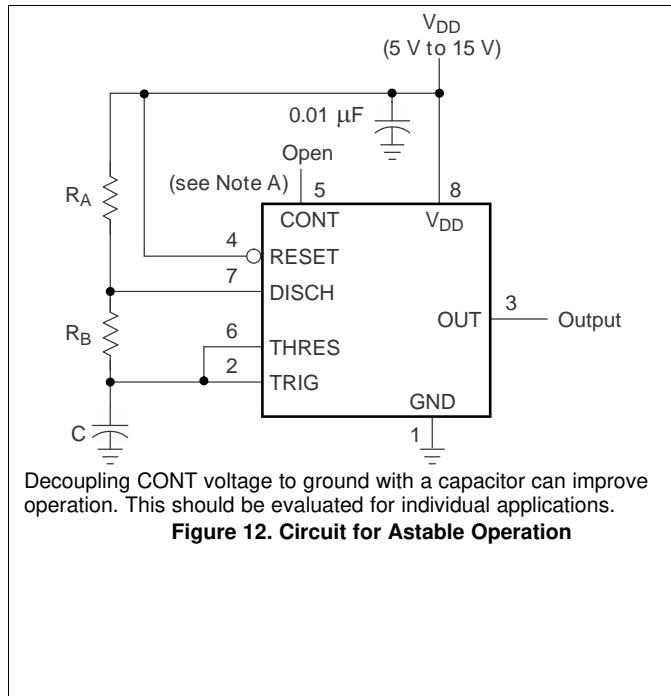 VDD
(5 V to 15 V)
0.01 μF
Open
(see Note A)
5
8
RA
CONT
VDD
4
RESET
7
DISCH
3
RB
OUT
Output
6
THRES
2
TRIG
GND
C
1
Decoupling CONT voltage to ground with a capacitor can improve
operation. This should be evaluated for individual applications.
Figure 12. Circuit for Astable Operation